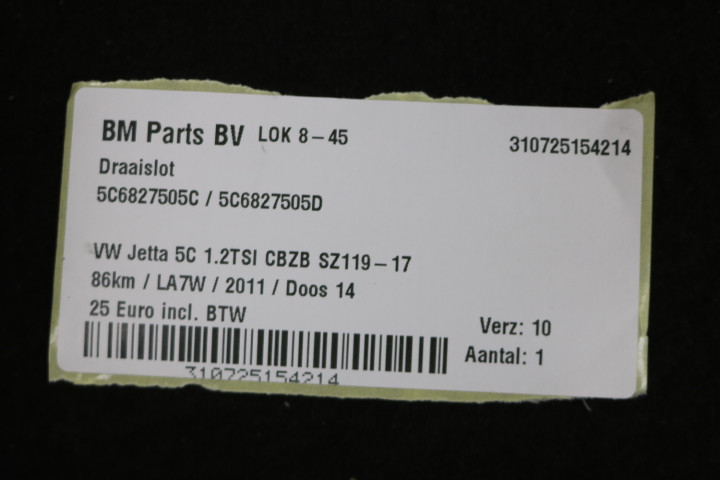 BM Parts BV LOK 8-45
310725154214
Draaislot
5C6827505C / 5C6827505D
VW Jetta 5C 1.2TSI CBZB SZ119-17
86km / LA7W / 2011 / Doos 14
25 Euro incl. BTW
Verz: 10
Aantal: 1
310725154214